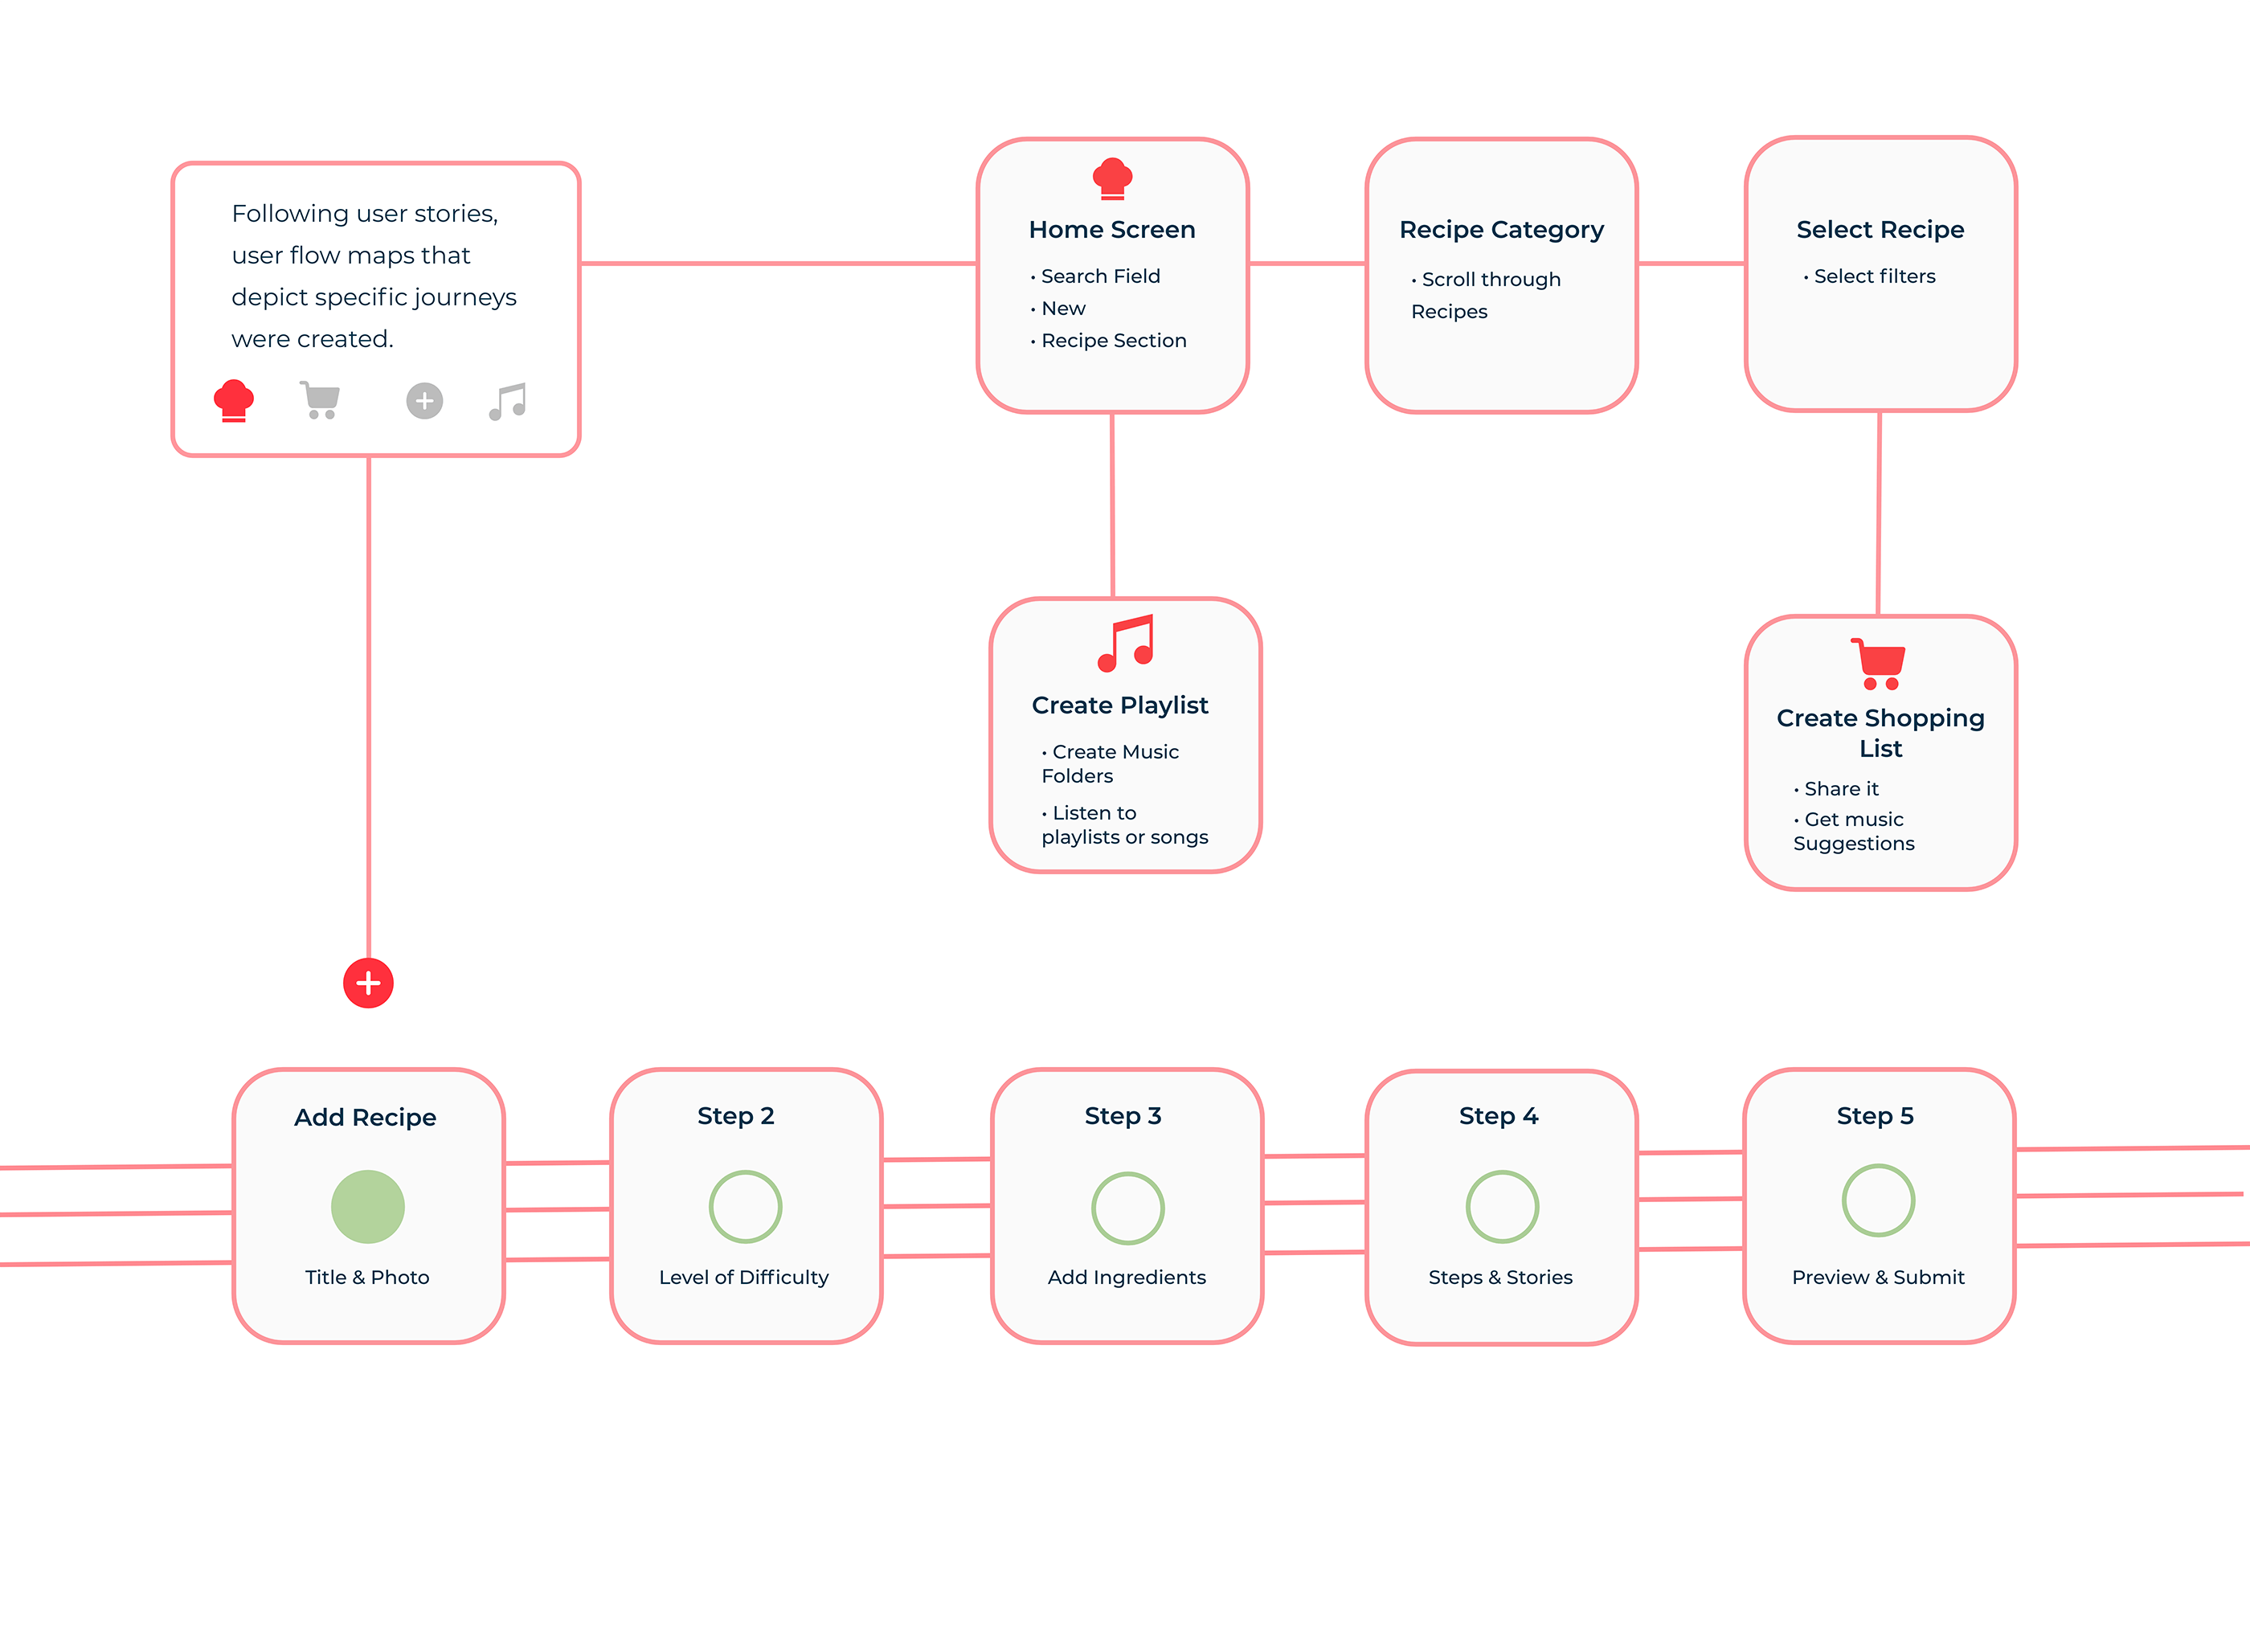 Following user stories,
user flow maps that
depict specific journeys
were created.
Home Screen
• Search Field
• New
• Recipe Section
Recipe Category
• Scroll through
Recipes
Select Recipe
• Select filters
Create Playlist
• Create Music
Folders
• Listen to
playlists or songs
Create Shopping
List
• Share it
• Get music
Suggestions
Add Recipe
Title & Photo
Step 2
Level of Difficulty
Step 3
Add Ingredients
Step 4
Steps & Stories
Step 5
Preview & Submit